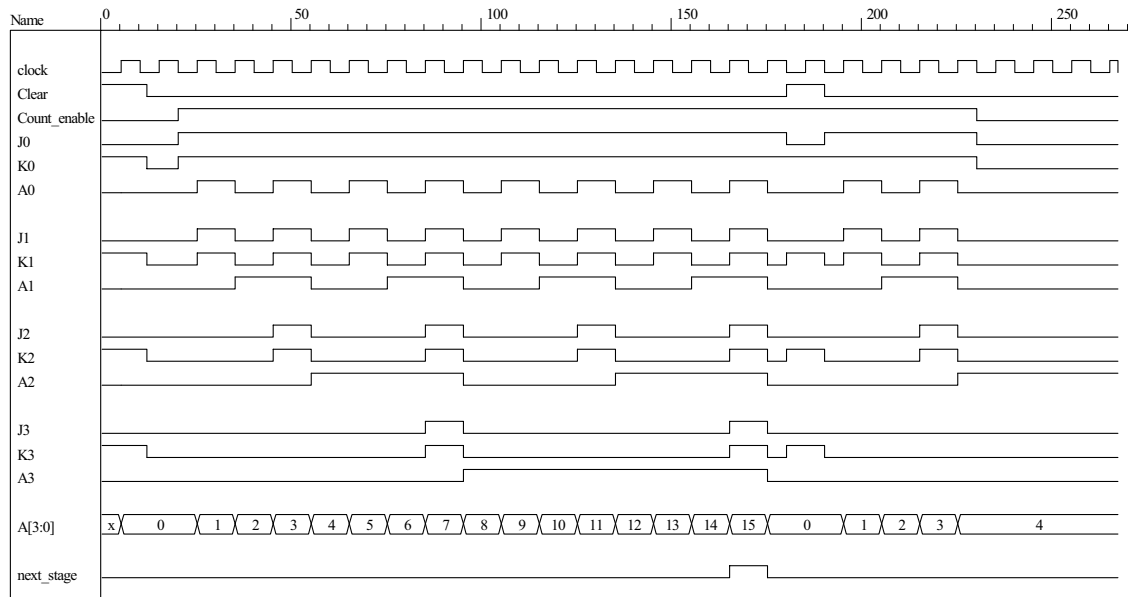 Name 0 50 100 150 200 250
clock
Clear
Count_enable
J0
K0
A0
J1
K1
A1
J2
K2
A2
J3
K3
A3
A[3:0] x 0 1 2 3 4 5 6 7 8 9 10 11 12 13 14 15 0 1 2 3 4
next_stage